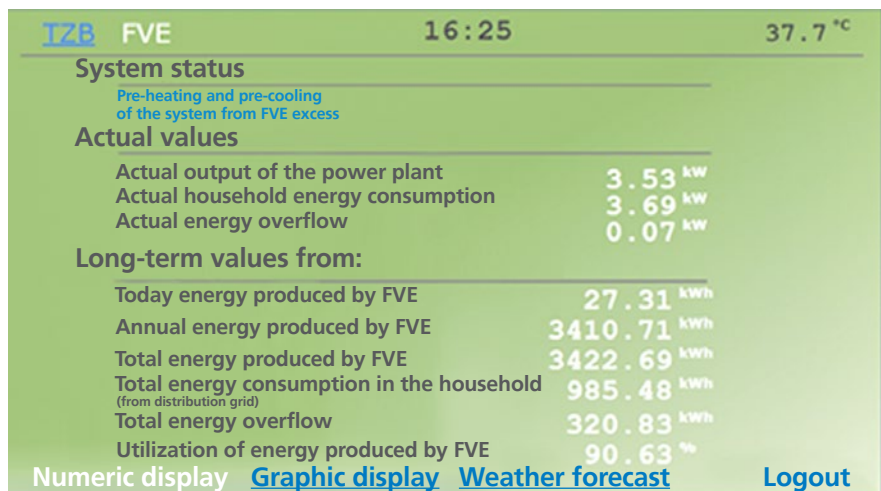 TZB FVE 16:25 37.7 °C
System status
Pre-heating and pre-cooling
of the system from FVE excess
Actual values
Actual output of the power plant 3.53 kW
Actual household energy consumption 3.69 kW
Actual energy overflow 0.07 kW
Long-term values from:
Today energy produced by FVE 27.31 kWh
Annual energy produced by FVE 3410.71 kWh
Total energy produced by FVE 3422.69 kWh
Total energy consumption in the household 985.48 kWh
(from distribution grid)
Total energy overflow 320.83 kWh
Utilization of energy produced by FVE 90.63 %
Numeric display Graphic display Weather forecast Logout